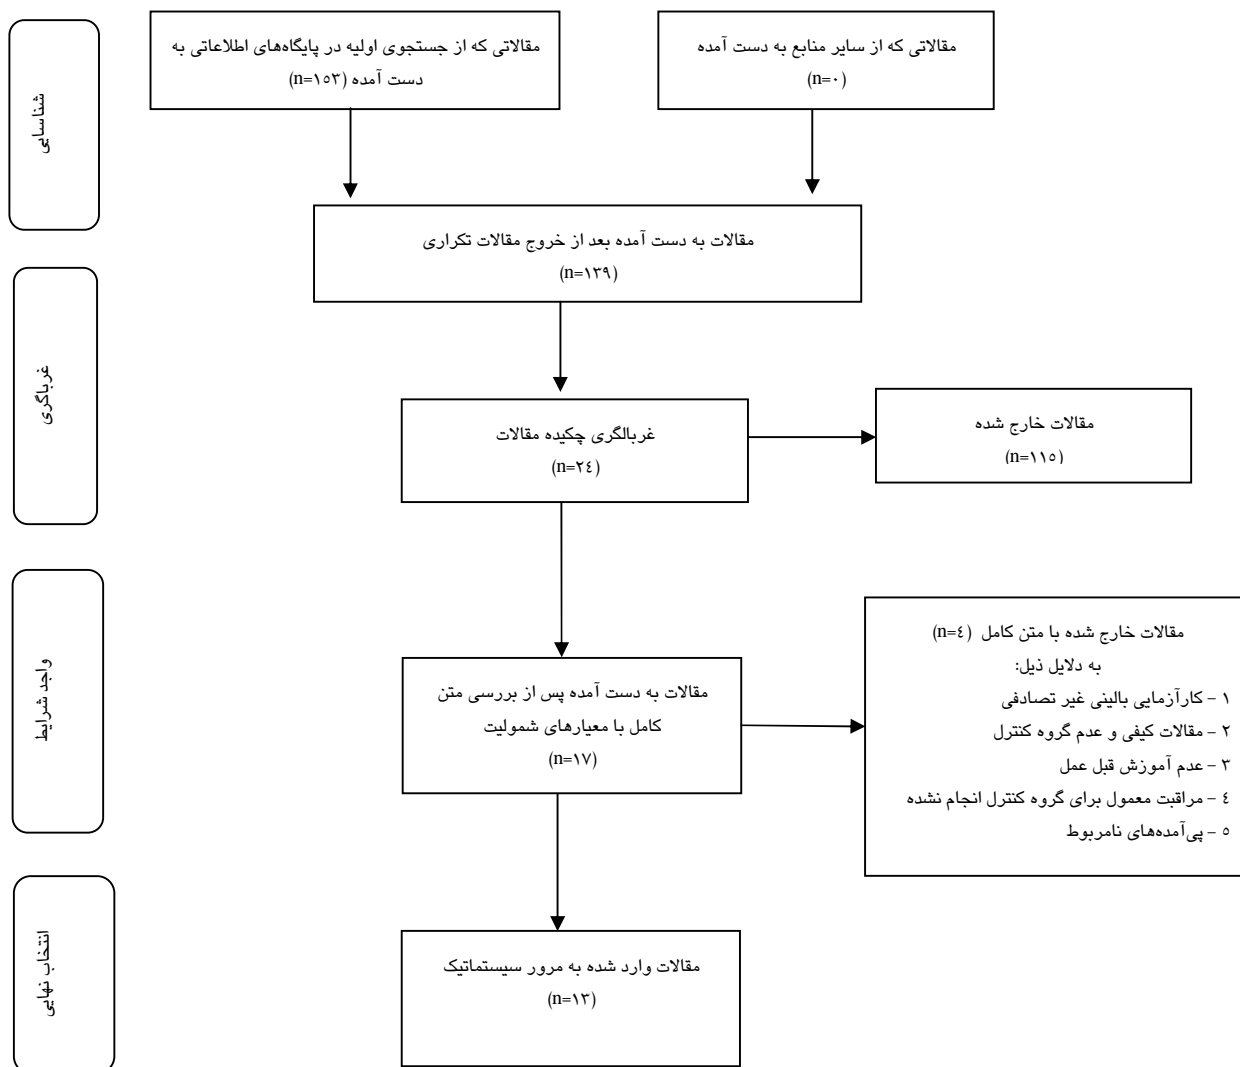 شناسایی
مقالاتی که از جستجوی اولیه در پایگاه‌های اطلاعاتی به
دست آمده (n=۱۵۳)
مقالاتی که از سایر منابع به دست آمده
(n=۰)
مقالات به دست آمده بعد از خروج مقالات تکراری
(n=۱۳۹)
غرباگری
غربالگری چکیده مقالات
(n=۲٤)
مقالات خارج شده
(n=۱۱۵)
واجد شرایط
مقالات به دست آمده پس از بررسی متن
کامل با معیارهای شمولیت
(n=۱۷)
مقالات خارج شده با متن کامل (n=٤)
به دلایل ذیل:
۱ – کارآزمایی بالینی غیر تصادفی
۲ – مقالات کیفی و عدم گروه کنترل
۳ – عدم آموزش قبل عمل
٤ – مراقبت معمول برای گروه کنترل انجام نشده
۵ – پی‌آمدهای نامربوط
انتخاب نهایی
مقالات وارد شده به مرور سیستماتیک
(n=۱۳)